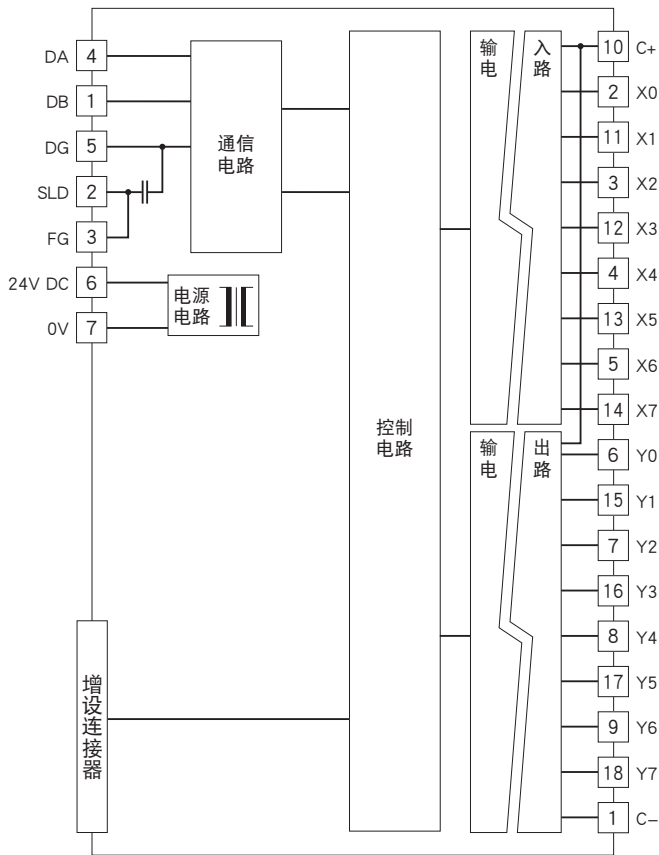 DA 4
DB 1
DG 5
SLD 2
FG 3
24V DC 6
0V 7
通信
电路
电源
电路
增设连接器
控制
电路
输入
电路
输出
电路
10 C+
2 X0
11 X1
3 X2
12 X3
4 X4
13 X5
5 X6
14 X7
6 Y0
15 Y1
7 Y2
16 Y3
8 Y4
17 Y5
9 Y6
18 Y7
1 C−